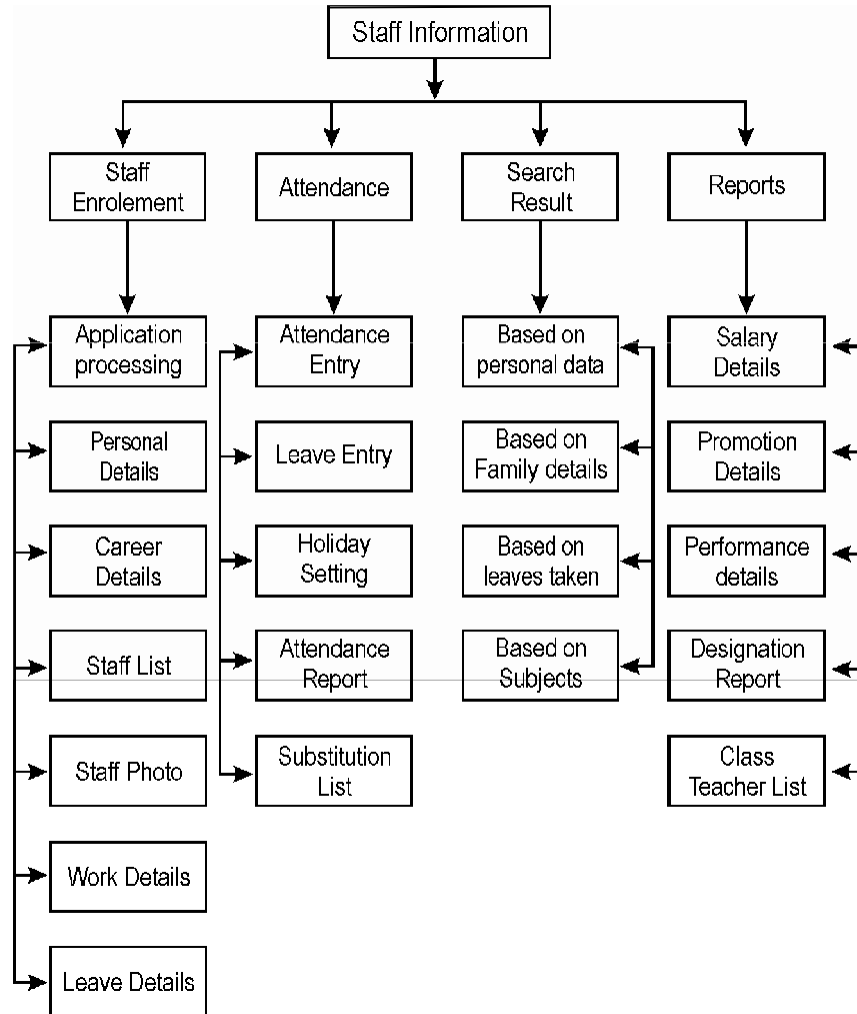 Staff Information
Staff
Enrolement
Attendance
Search
Result
Reports
Application
processing
Attendance
Entry
Based on
personal data
Salary
Details
Personal
Details
Leave Entry
Based on
Family details
Promotion
Details
Career
Details
Holiday
Setting
Based on
leaves taken
Performance
details
Staff List
Attendance
Report
Based on
Subjects
Designation
Report
Staff Photo
Substitution
List
Class
Teacher List
Work Details
Leave Details